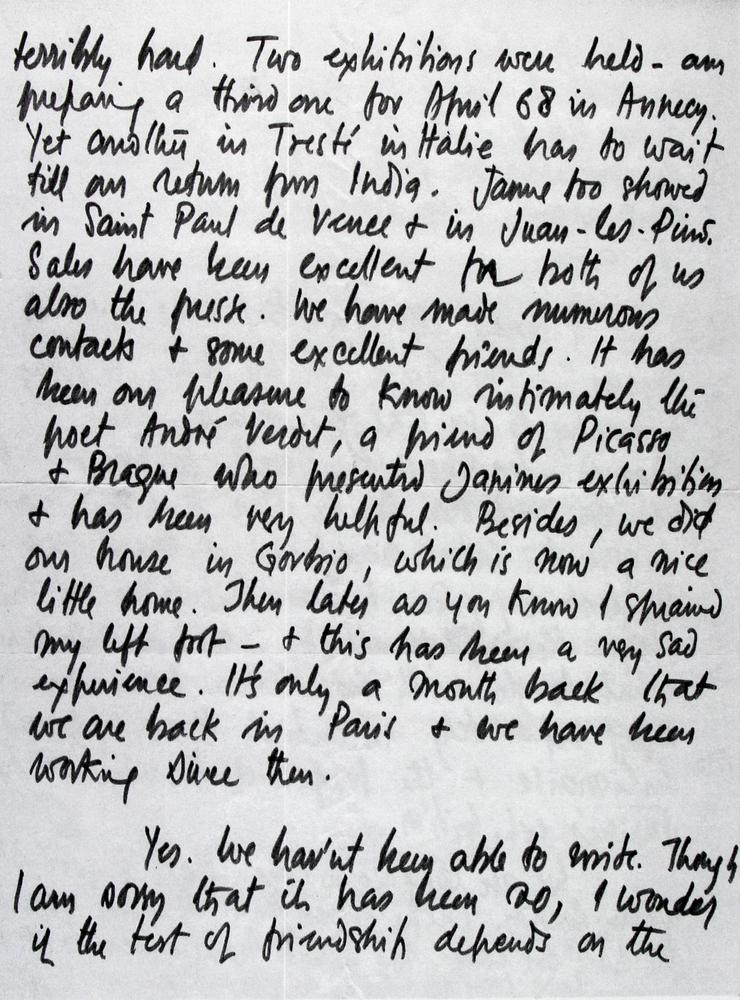 terribly hard. Two exhibitions were held - am
preparing a third one for April 68 in Annecy.
Yet another in Tresté in Italie has to wait
till our return from India. Janine too showed
in Saint Paul de Vence + in Juan-les-Pins.
Sales have been excellent for both of us
also the presse. We have made numerous
contacts + some excellent friends. It has
been our pleasure to know intimately the
poet André Verdet, a friend of Picasso
+ Braque who presented Janines exhibition
+ has been very helpful. Besides, we did
our house in Gorbio, which is now a nice
little home. Then later as you know I sprained
my left foot - + this has been a very sad
experience. It's only a month back that
we are back in Paris + we have been
working since then.
Yes. We hav'nt been able to write. Though
I am sorry that it has been so, I wonder
if the test of friendship depends on the